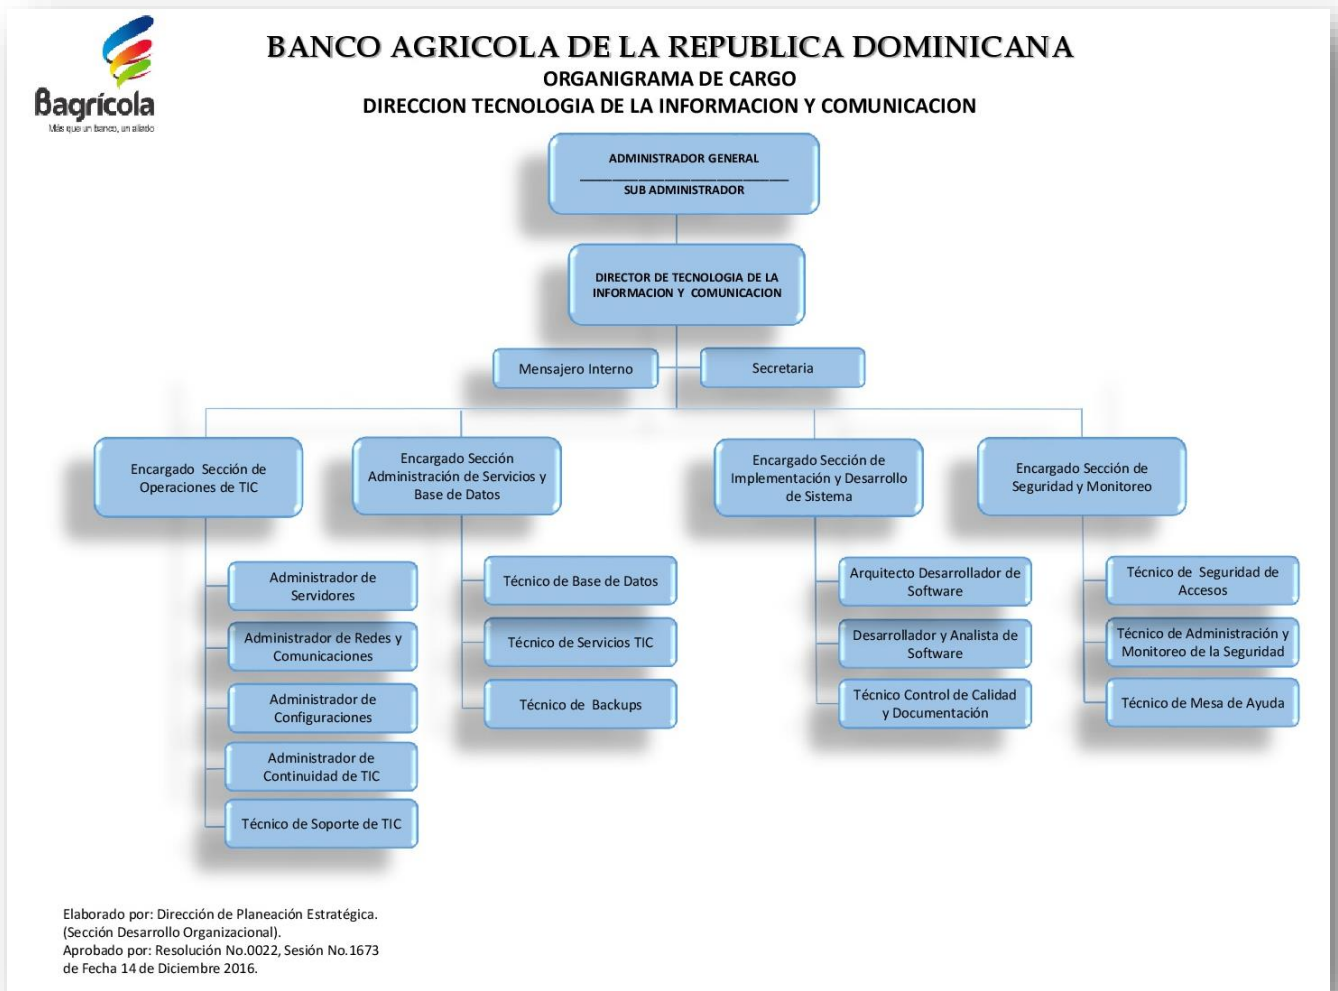 Bagrícola
Más que un banco, un aliado
BANCO AGRICOLA DE LA REPUBLICA DOMINICANA
ORGANIGRAMA DE CARGO
DIRECCION TECNOLOGIA DE LA INFORMACION Y COMUNICACION
ADMINISTRADOR GENERAL
SUB ADMINISTRADOR
DIRECTOR DE TECNOLOGIA DE LA
INFORMACION Y COMUNICACION
Mensajero Interno
Secretaria
Encargado Sección de
Operaciones de TIC
Encargado Sección
Administración de Servicios y
Base de Datos
Encargado Sección de
Implementación y Desarrollo
de Sistema
Encargado Sección de
Seguridad y Monitoreo
Administrador de
Servidores
Administrador de Redes y
Comunicaciones
Administrador de
Configuraciones
Administrador de
Continuidad de TIC
Técnico de Soporte de TIC
Técnico de Base de Datos
Técnico de Servicios TIC
Técnico de Backups
Arquitecto Desarrollador de
Software
Desarrollador y Analista de
Software
Técnico Control de Calidad
y Documentación
Técnico de Seguridad de
Accesos
Técnico de Administración y
Monitoreo de la Seguridad
Técnico de Mesa de Ayuda
Elaborado por: Dirección de Planeación Estratégica.
(Sección Desarrollo Organizacional).
Aprobado por: Resolución No.0022, Sesión No.1673
de Fecha 14 de Diciembre 2016.